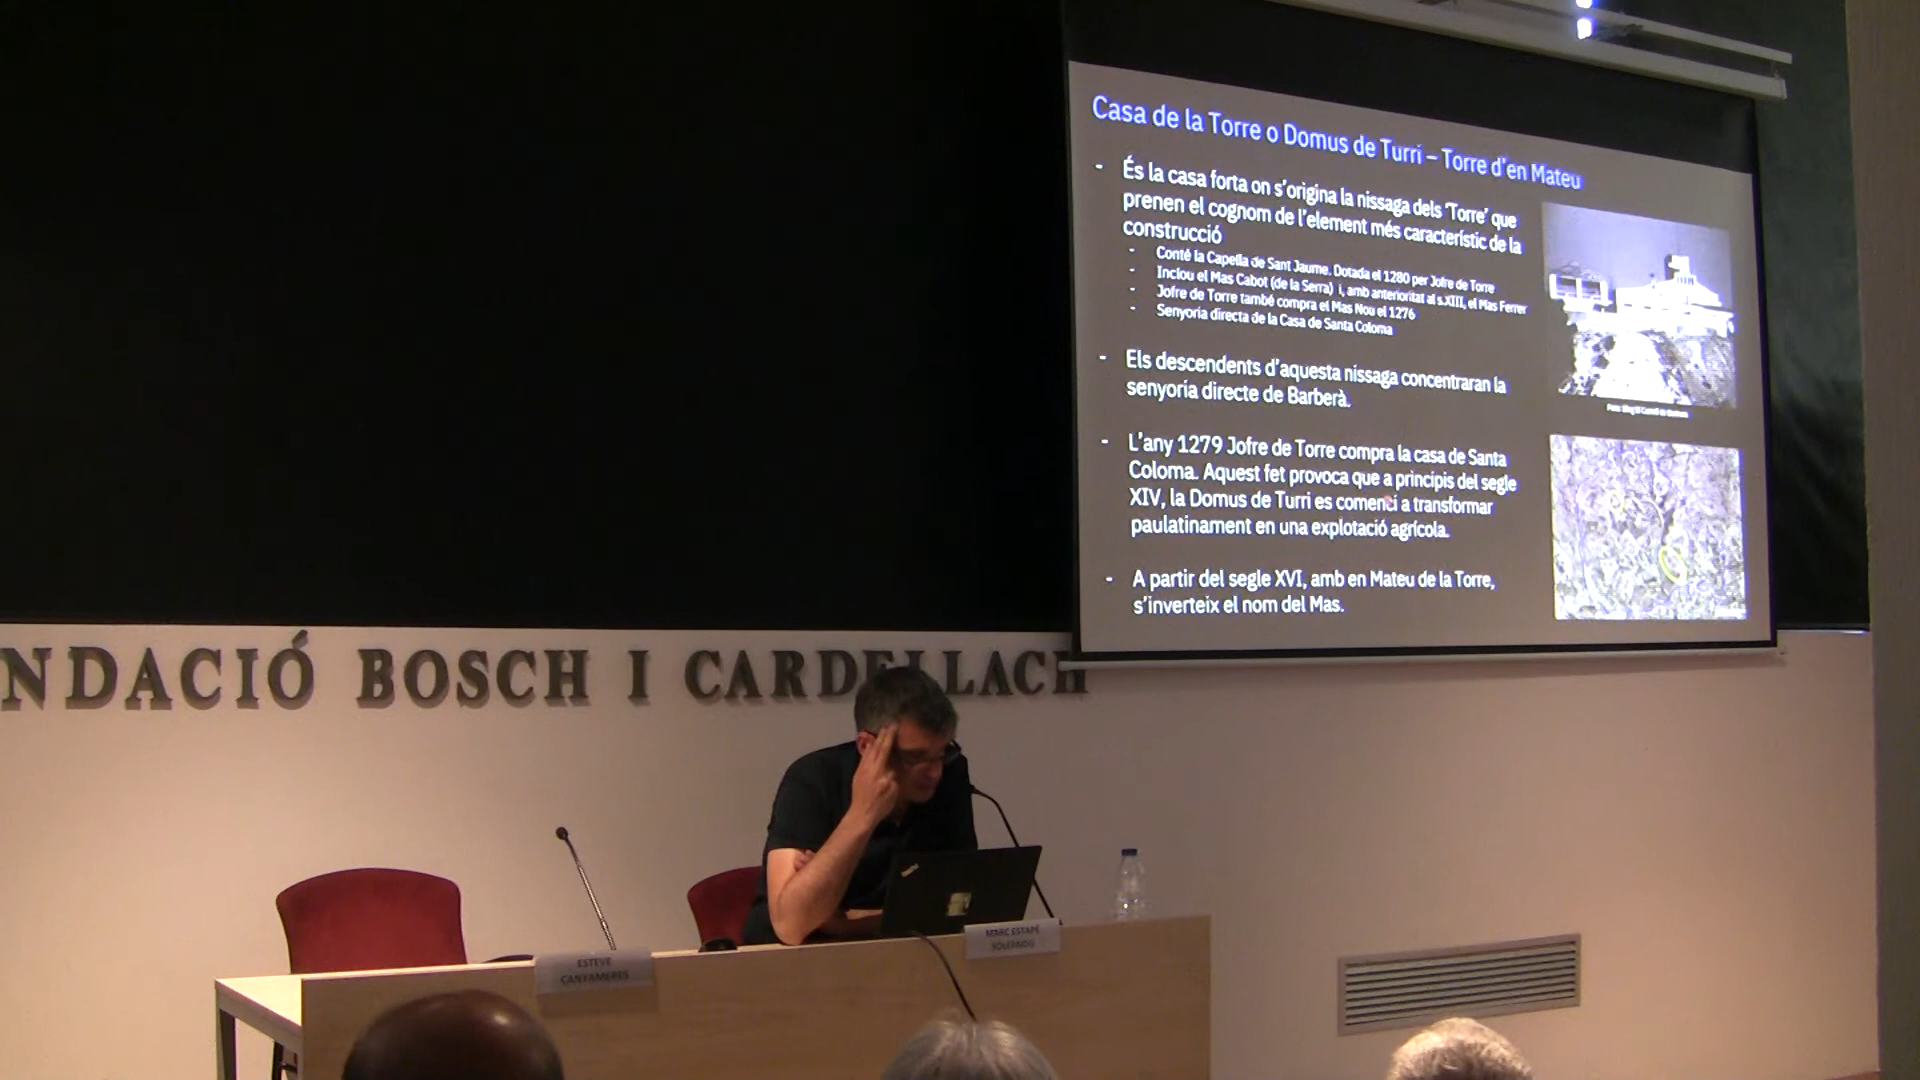 Casa de la Torre o Domus de Turri – Torre d'en Mateu
- És la casa forta on s'origina la nissaga dels 'Torre' que
prenen el cognom de l'element més característic de la
construcció
- Conté la Capella de Sant Jaume. Dotada el 1280 per Jofre de Torre
- Inclou el Mas Cabot (de la Serra) i, amb anterioritat al s.XIII, el Mas Ferrer
- Jofre de Torre també compra el Mas Nou el 1276
- Senyoria directa de la Casa de Santa Coloma
- Els descendents d'aquesta nissaga concentraran la
senyoria directe de Barberà.
- L'any 1279 Jofre de Torre compra la casa de Santa
Coloma. Aquest fet provoca que a principis del segle
XIV, la Domus de Turri es comenci a transformar
paulatinament en una explotació agrícola.
- A partir del segle XVI, amb en Mateu de la Torre,
s'inverteix el nom del Mas.
NDACIÓ BOSCH I CARDELLACH
MARC ESTAPÉ
ESTEVE
CANYAMERES